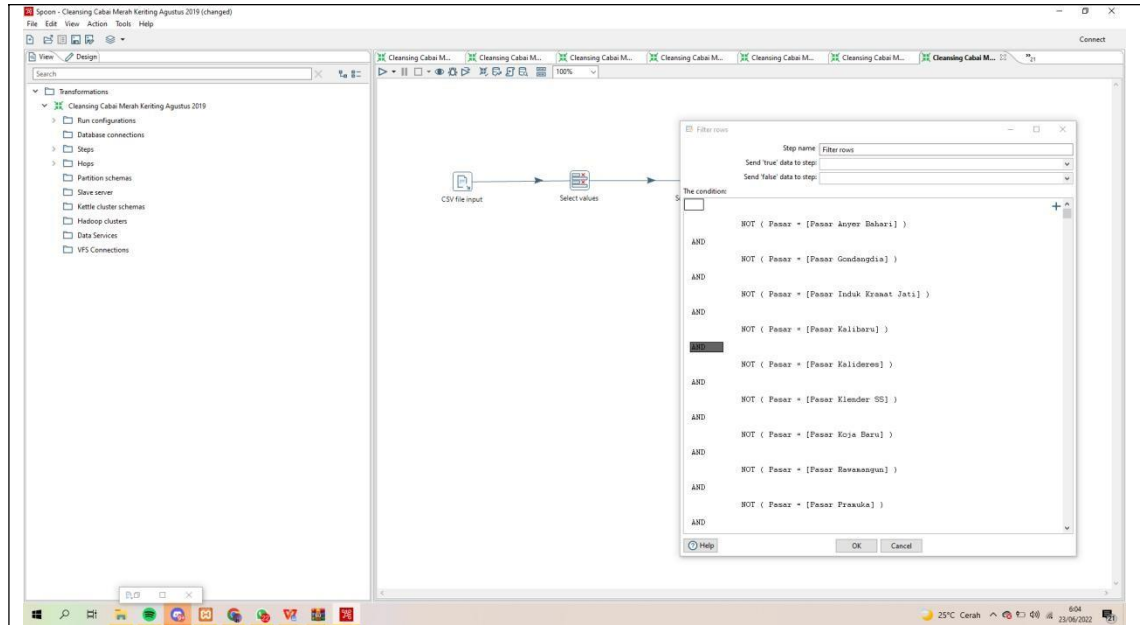 Spoon - Cleansing Cabai Merah Keriting Agustus 2019 (changed)
File Edit View Action Tools Help
Connect
View Design
Search
Transformations
Cleansing Cabai Merah Keriting Agustus 2019
Run configurations
Database connections
Steps
Hops
Partition schemas
Slave server
Kettle cluster schemas
Hadoop clusters
Data Services
VFS Connections
Cleansing Cabai M... Cleansing Cabai M... Cleansing Cabai M... Cleansing Cabai M... Cleansing Cabai M... Cleansing Cabai M... Cleansing Cabai M... 21
100%
CSV file input Select values S
Filter rows
Step name Filter rows
Send 'true' data to step:
Send 'false' data to step:
The condition:
NOT ( Pasar = [Pasar Anyer Bahari] )
AND
NOT ( Pasar = [Pasar Gondangdia] )
AND
NOT ( Pasar = [Pasar Induk Kramat Jati] )
AND
NOT ( Pasar = [Pasar Kalibaru] )
AND
NOT ( Pasar = [Pasar Kalideres] )
AND
NOT ( Pasar = [Pasar Klender SS] )
AND
NOT ( Pasar = [Pasar Koja Baru] )
AND
NOT ( Pasar = [Pasar Rawamangun] )
AND
NOT ( Pasar = [Pasar Pramuka] )
AND
Help OK Cancel
25°C Cerah 6:04
23/06/2022